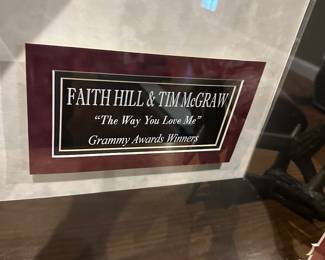 FAITH HILL & TIM McGRAW
"The Way You Love Me"
Grammy Awards Winners